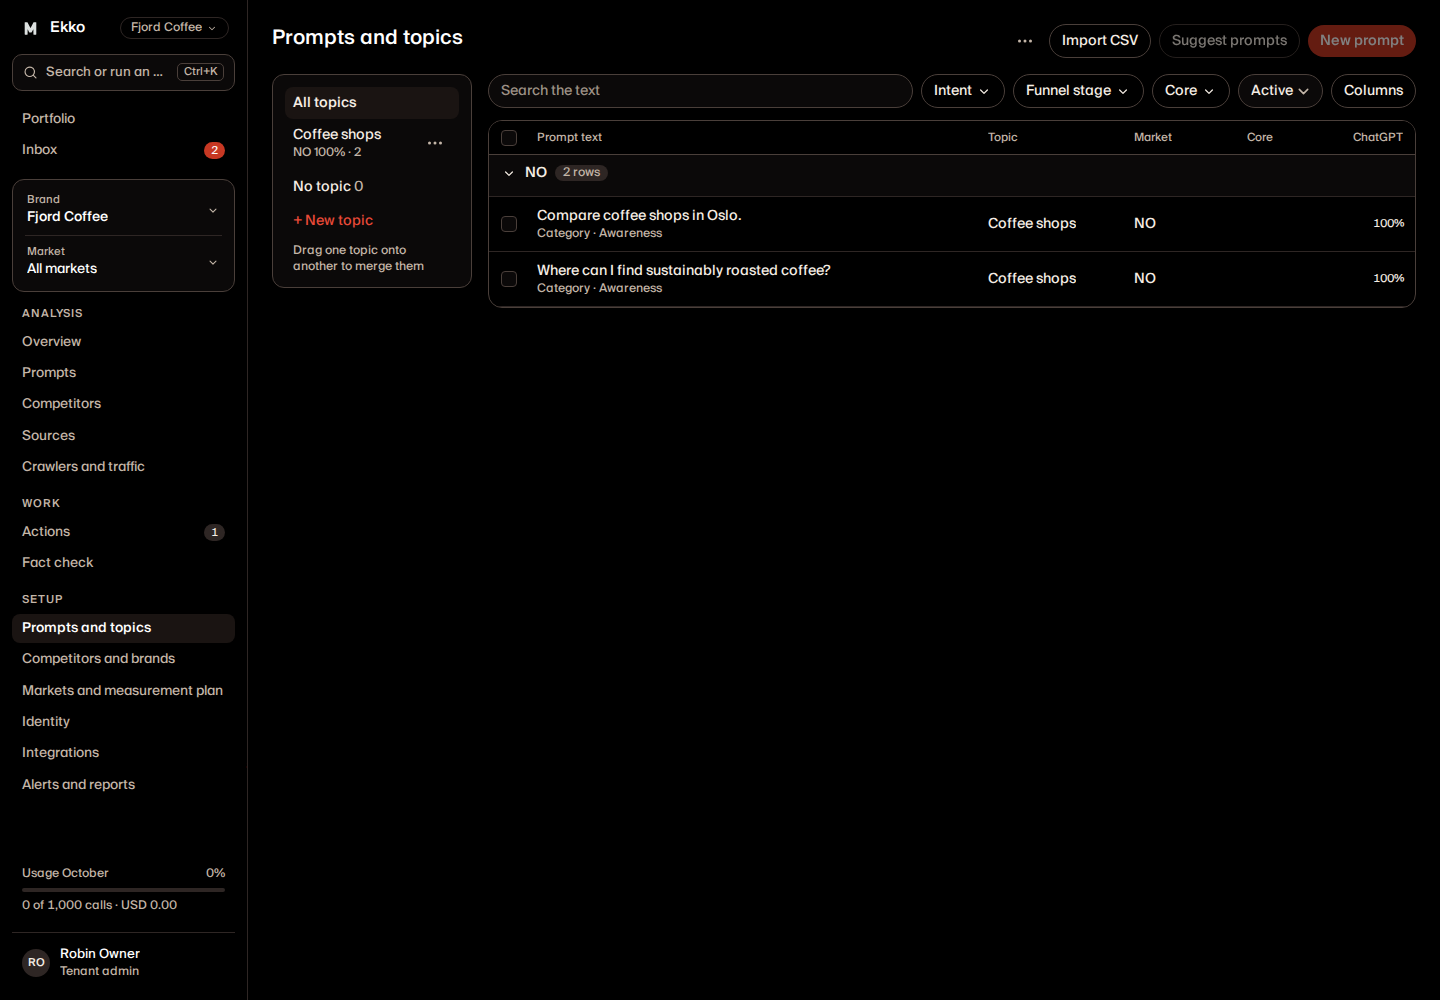 Ekko
Fjord Coffee
Search or run an ...
Ctrl+K
Portfolio
Inbox
2
Brand
Fjord Coffee
Market
All markets
ANALYSIS
Overview
Prompts
Competitors
Sources
Crawlers and traffic
WORK
Actions
1
Fact check
SETUP
Prompts and topics
Competitors and brands
Markets and measurement plan
Identity
Integrations
Alerts and reports
Usage October
0%
0 of 1,000 calls · USD 0.00
RO
Robin Owner
Tenant admin
Prompts and topics
Import CSV
Suggest prompts
New prompt
All topics
Coffee shops
NO 100% · 2
No topic 0
+ New topic
Drag one topic onto
another to merge them
Search the text
Intent
Funnel stage
Core
Active
Columns
Prompt text
Topic
Market
Core
ChatGPT
NO
2 rows
Compare coffee shops in Oslo.
Category · Awareness
Coffee shops
NO
100%
Where can I find sustainably roasted coffee?
Category · Awareness
Coffee shops
NO
100%